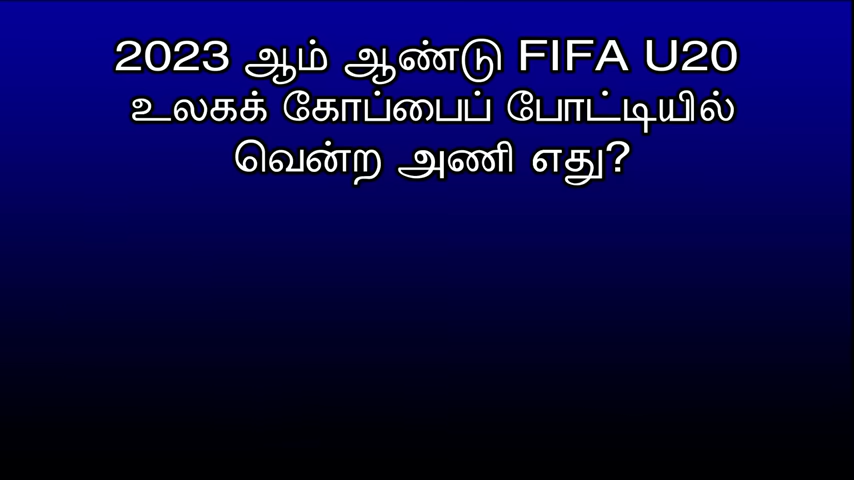 2023 ஆம் ஆண்டு FIFA U20
உலகக் கோப்பைப் போட்டியில்
வென்ற அணி எது?